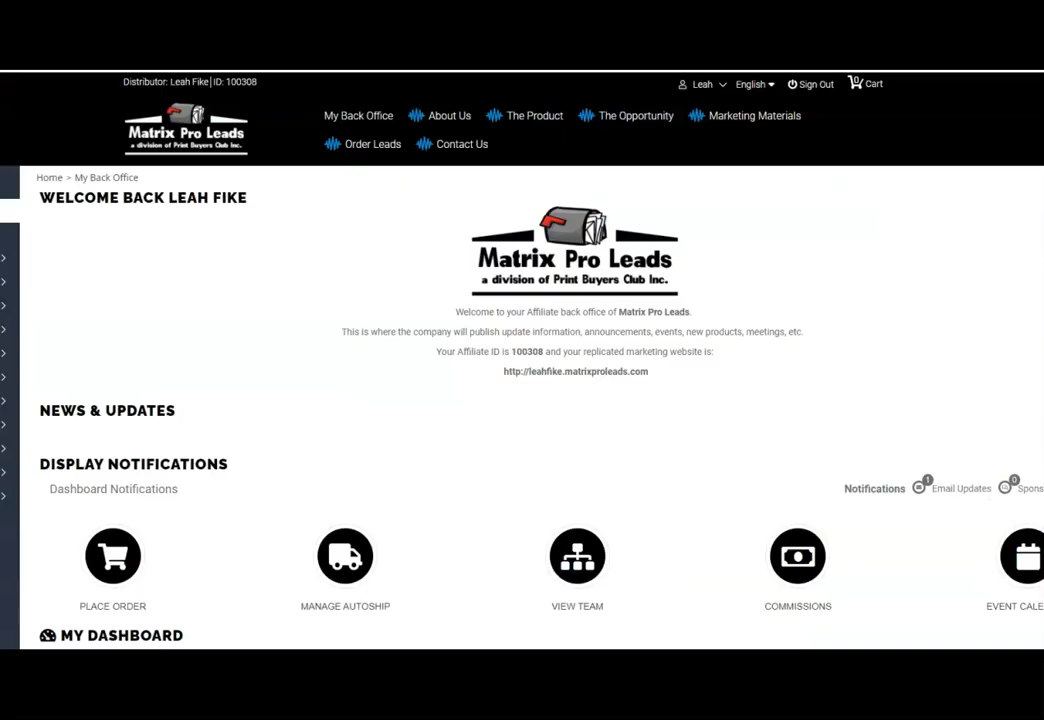 Distributor: Leah Fike| ID: 100308
Leah
English
Sign Out
0
Cart
Matrix Pro Leads
a division of Print Buyers Club Inc.
My Back Office
About Us
The Product
The Opportunity
Marketing Materials
Order Leads
Contact Us
Home > My Back Office
WELCOME BACK LEAH FIKE
Matrix Pro Leads
a division of Print Buyers Club Inc.
Welcome to your Affiliate back office of Matrix Pro Leads.
This is where the company will publish update information, announcements, events, new products, meetings, etc.
Your Affiliate ID is 100308 and your replicated marketing website is:
http://leahfike.matrixproleads.com
NEWS & UPDATES
DISPLAY NOTIFICATIONS
Dashboard Notifications
Notifications
1
Email Updates
0
Spons
PLACE ORDER
MANAGE AUTOSHIP
VIEW TEAM
COMMISSIONS
EVENT CALE
MY DASHBOARD